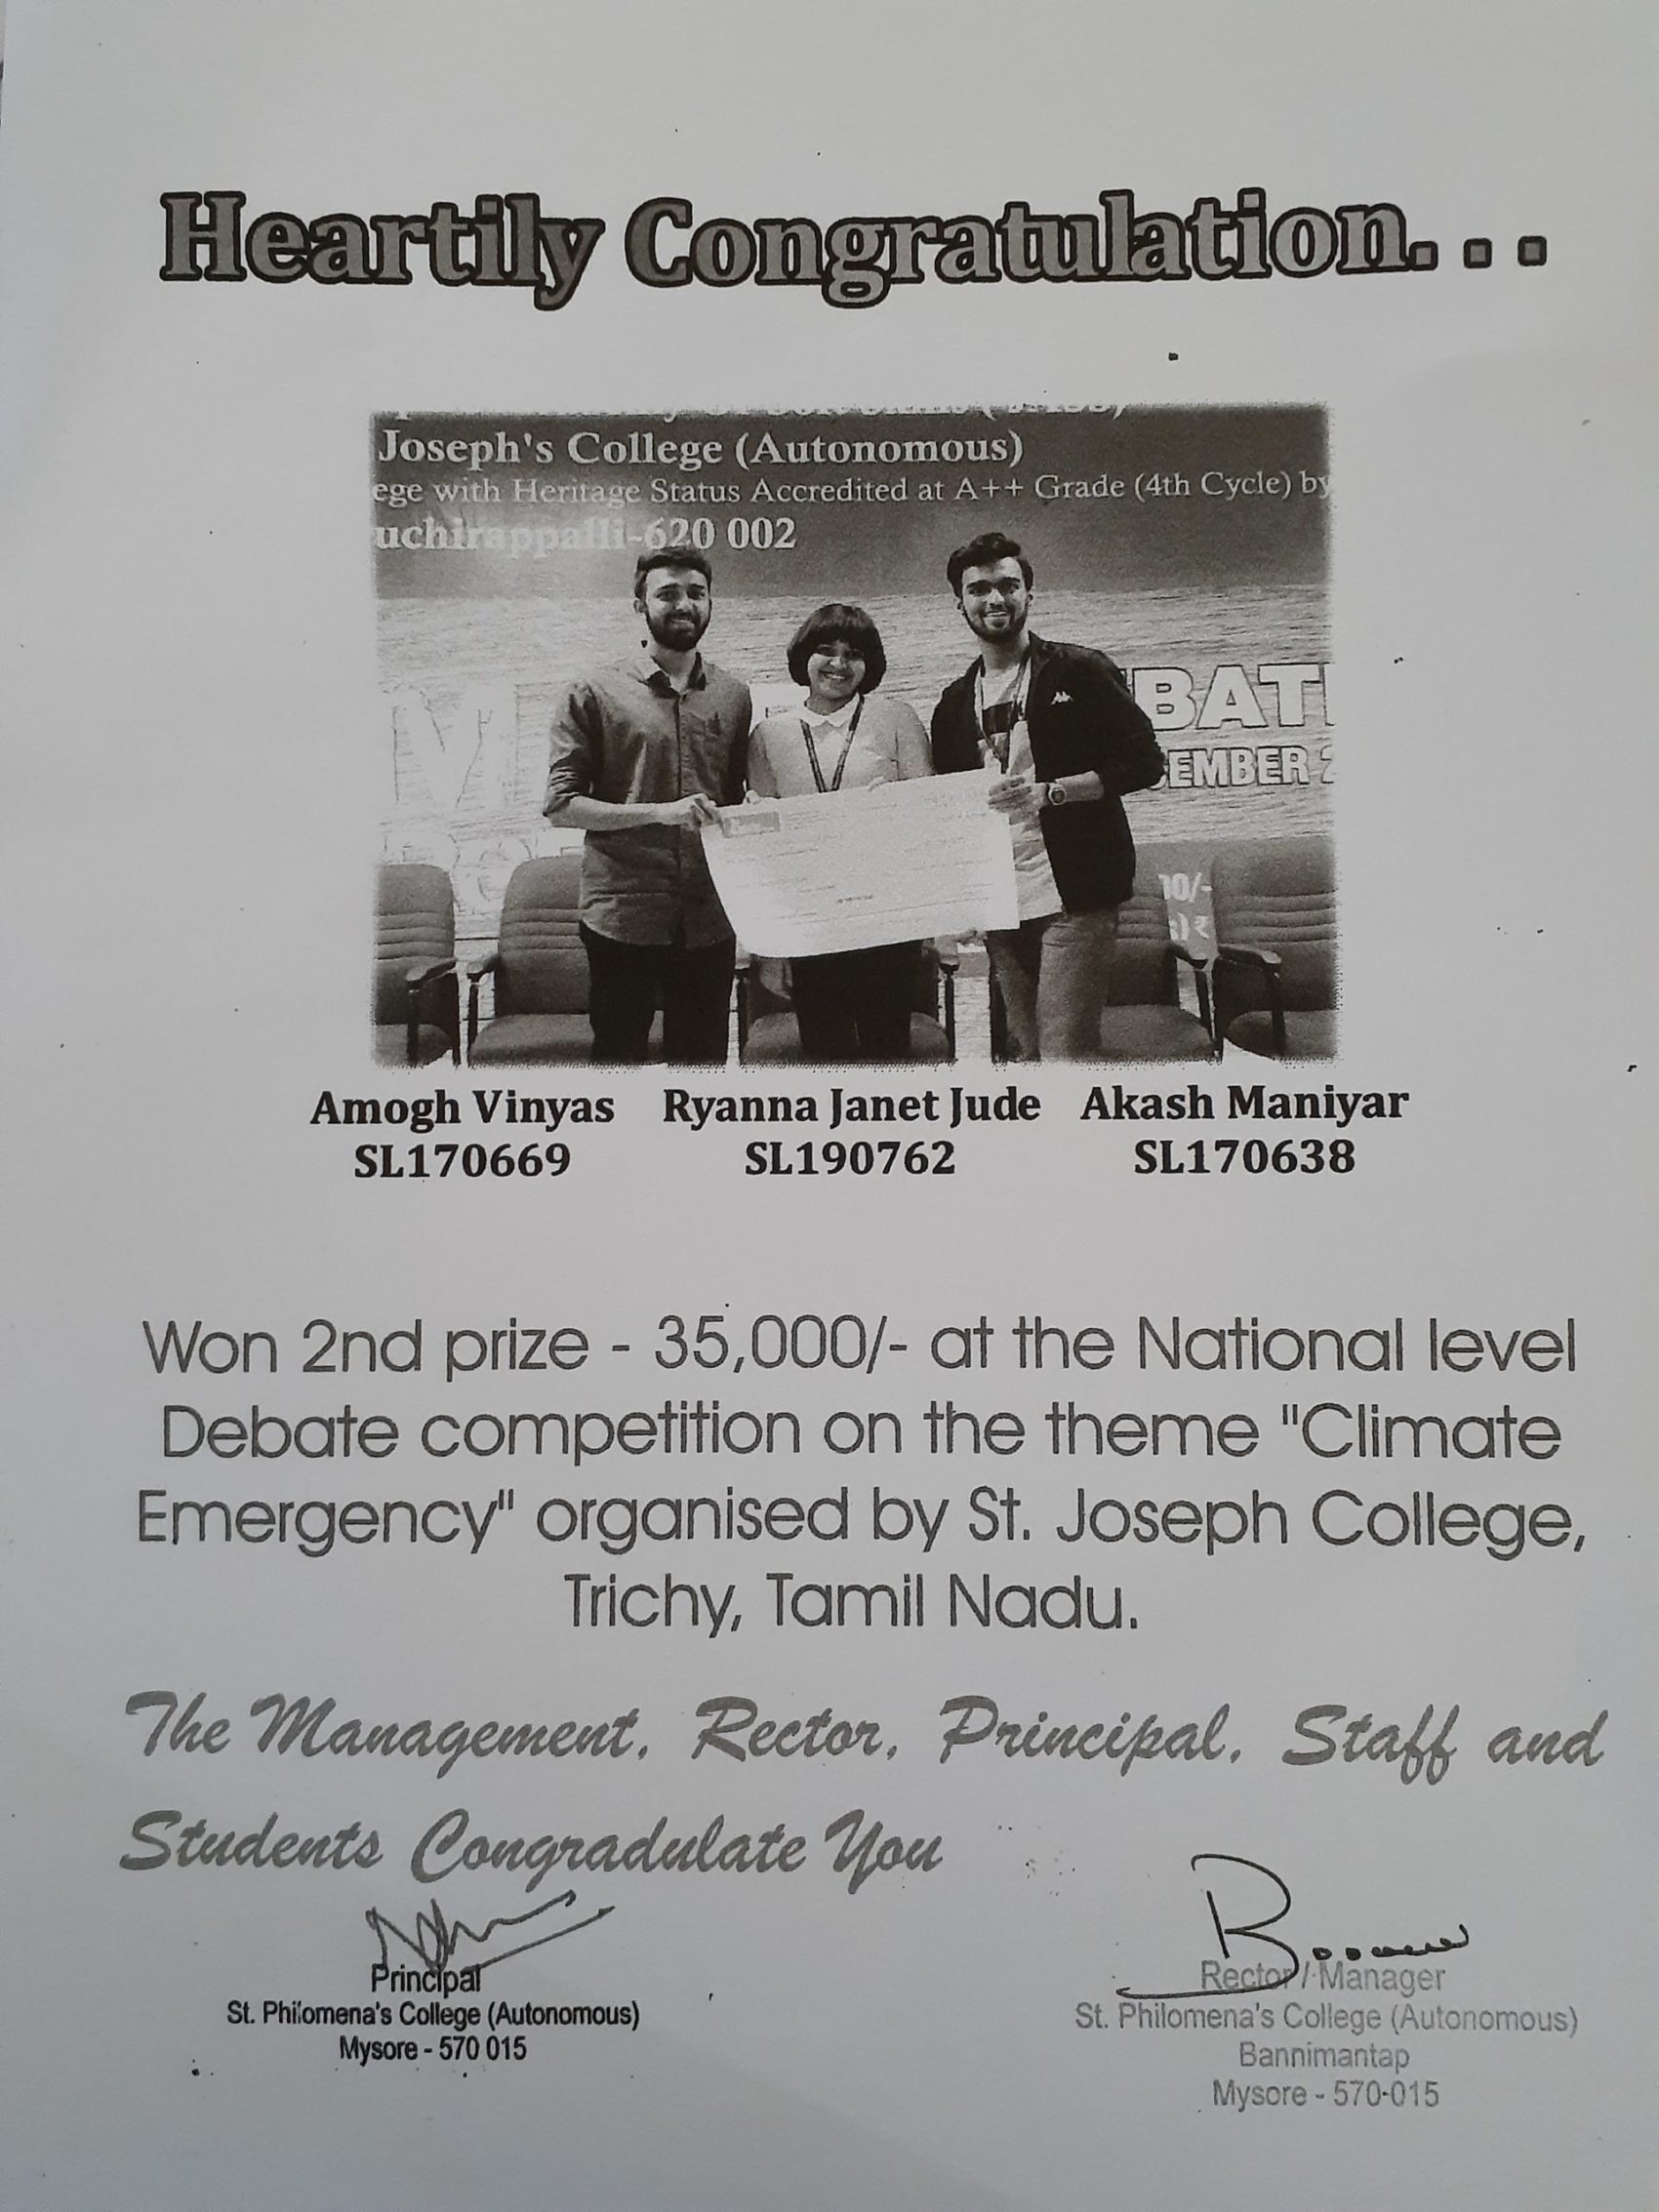 Heartily Congratulation. . .
Joseph's College (Autonomous)
ege with Heritage Status Accredited at A++ Grade (4th Cycle) by
uchirappalli-620 002
BAT
EMBER 2
00/-
Amogh Vinyas Ryanna Janet Jude Akash Maniyar
SL170669 SL190762 SL170638
Won 2nd prize - 35,000/- at the National level
Debate competition on the theme "Climate
Emergency" organised by St. Joseph College,
Trichy, Tamil Nadu.
The Management, Rector, Principal, Staff and
Students Congradulate You
Principal
St. Philomena's College (Autonomous)
Mysore - 570 015
Rector / Manager
St. Philomena's College (Autonomous)
Bannimantap
Mysore - 570 015